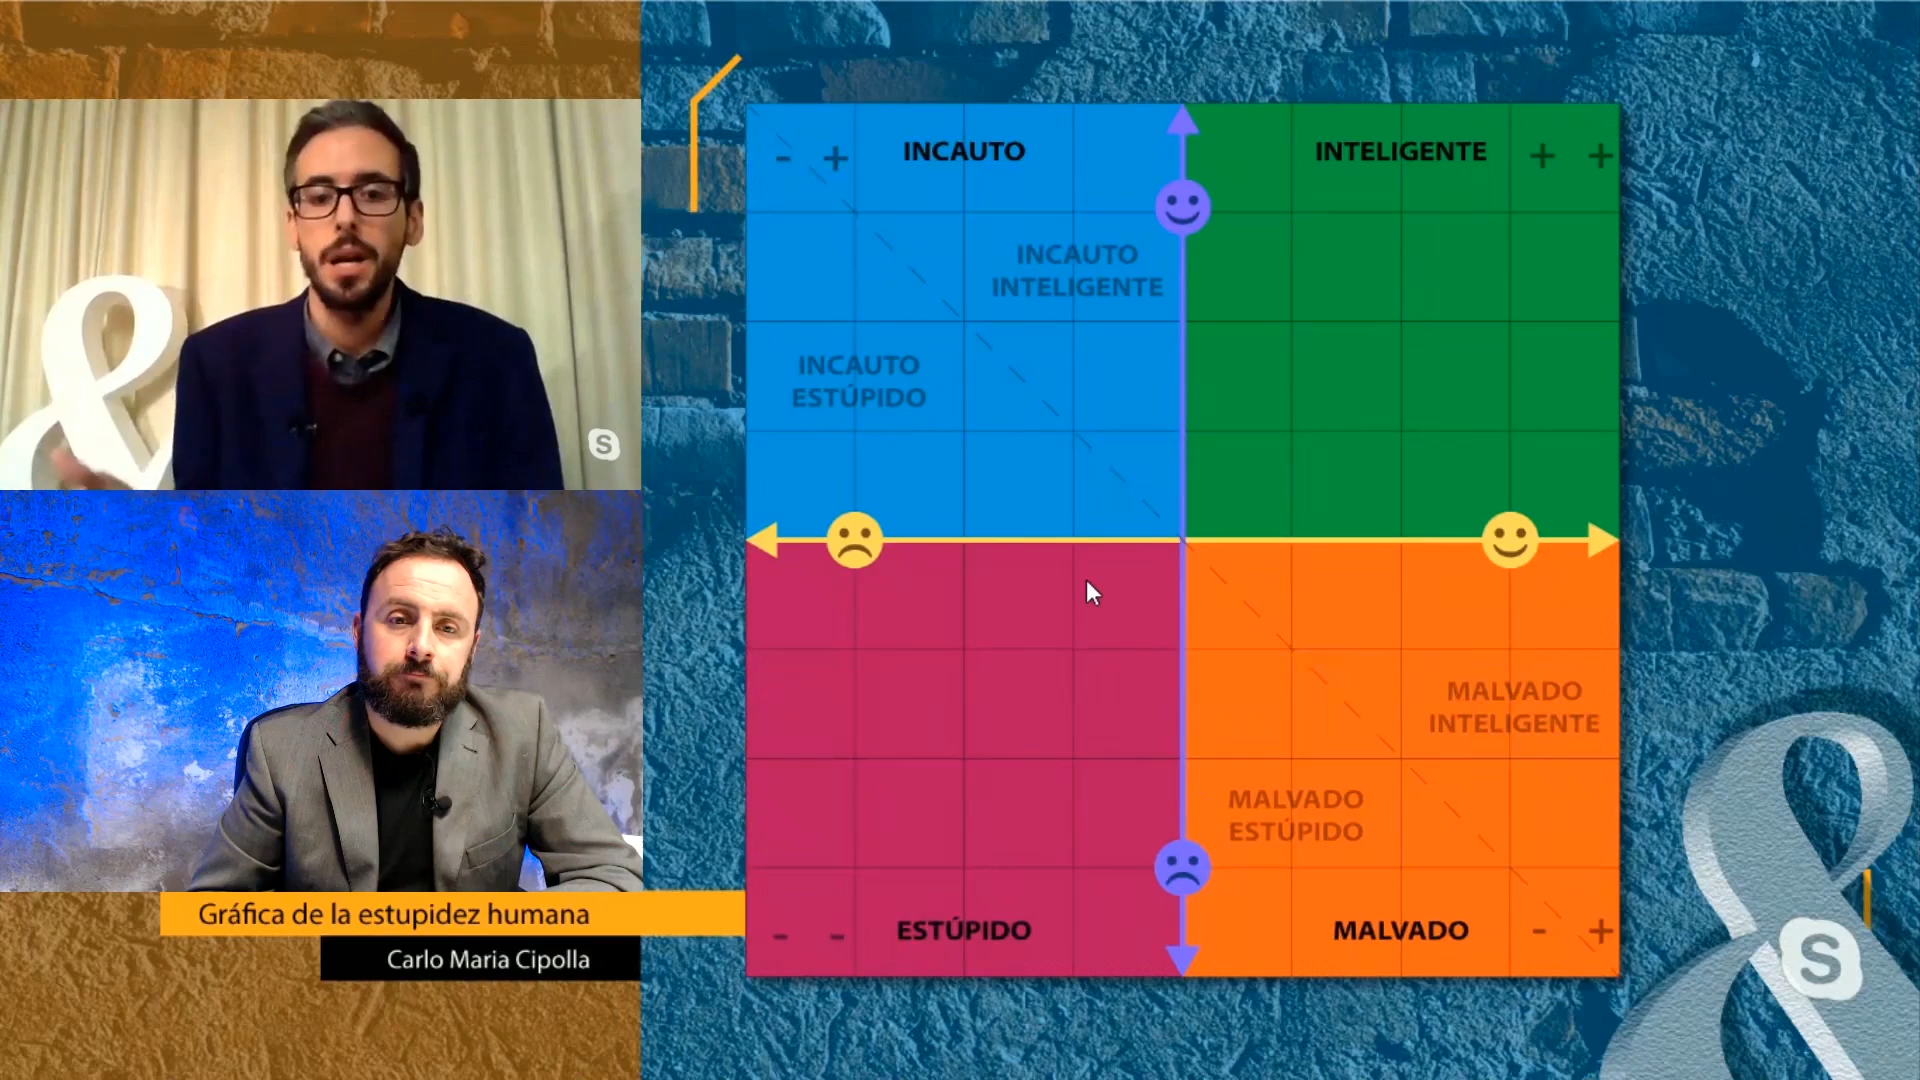 - +
INCAUTO
INTELIGENTE
+ +
INCAUTO
INTELIGENTE
INCAUTO
ESTÚPIDO
MALVADO
INTELIGENTE
MALVADO
ESTÚPIDO
- -
ESTÚPIDO
MALVADO
- +
Gráfica de la estupidez humana
Carlo Maria Cipolla
&
S
&
S